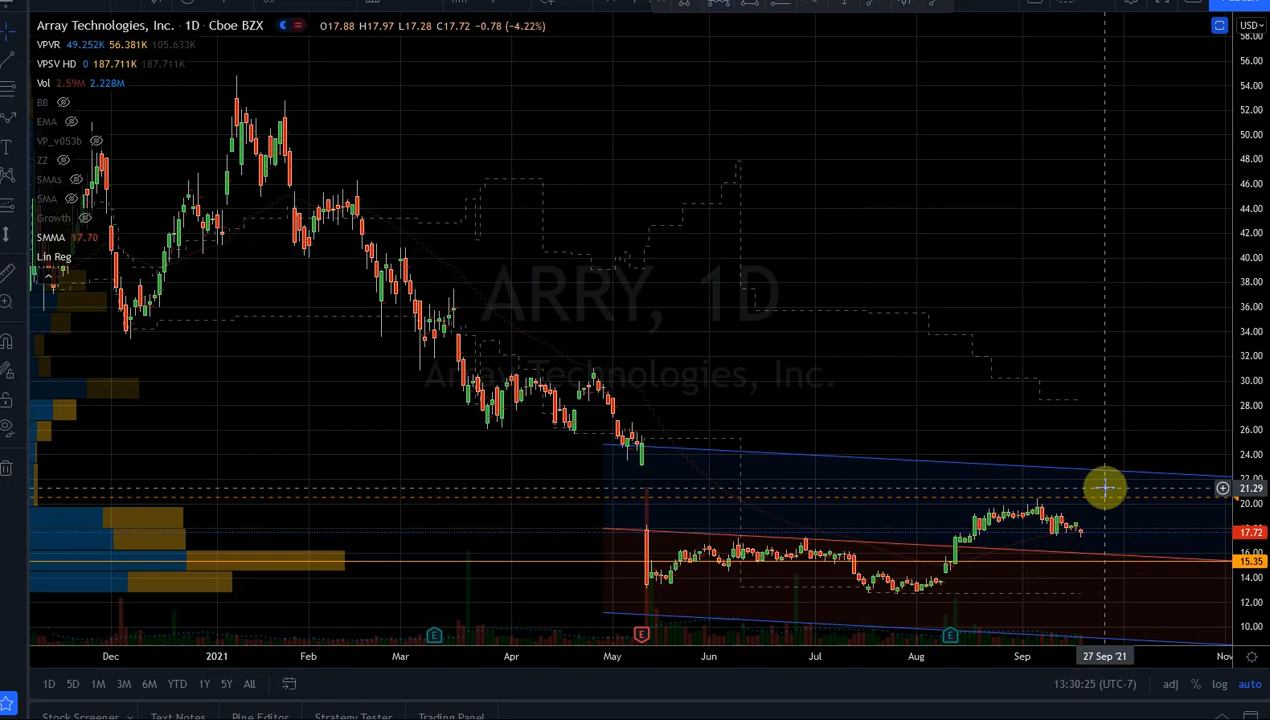 Array Technologies, Inc. · 1D · Cboe BZX O17.88 H17.97 L17.28 C17.72 −0.78 (−4.22%) USD
VPVR 49.252K 56.381K 105.633K
VPSV HD 0 187.711K 187.711K
Vol 2.59M 2.228M
BB
EMA
VP_v053b
ZZ
SMAs
SMA
Growth
SMMA 17.70
Lin Reg
ARRY, 1D
Array Technologies, Inc.
58.00
56.00
54.00
52.00
50.00
48.00
46.00
44.00
42.00
40.00
38.00
36.00
34.00
32.00
30.00
28.00
26.00
24.00
22.00
21.29
20.00
17.72
16.00
15.35
14.00
12.00
10.00
E E E
Dec 2021 Feb Mar Apr May Jun Jul Aug Sep 27 Sep '21 Nov
1D 5D 1M 3M 6M YTD 1Y 5Y All 13:30:25 (UTC-7) adj % log auto
Stock Screener Text Notes Pine Editor Strategy Tester Trading Panel